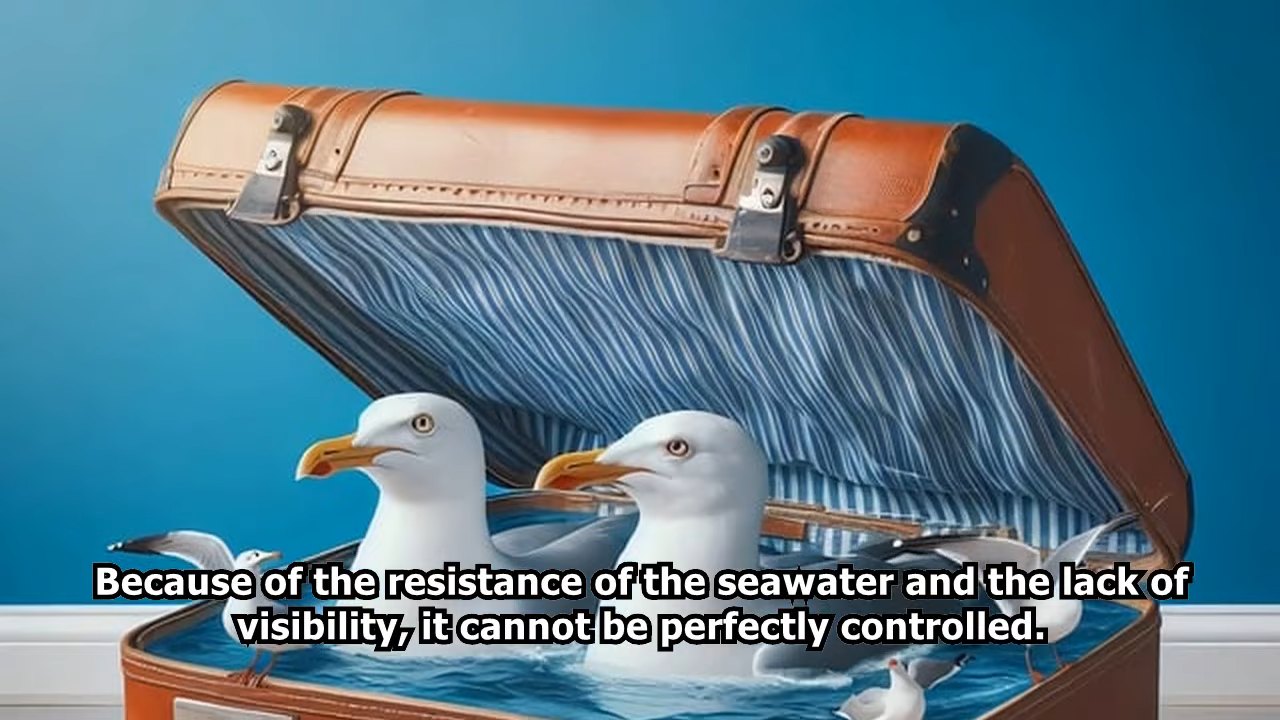 Because of the resistance of the seawater and the lack of
visibility, it cannot be perfectly controlled.